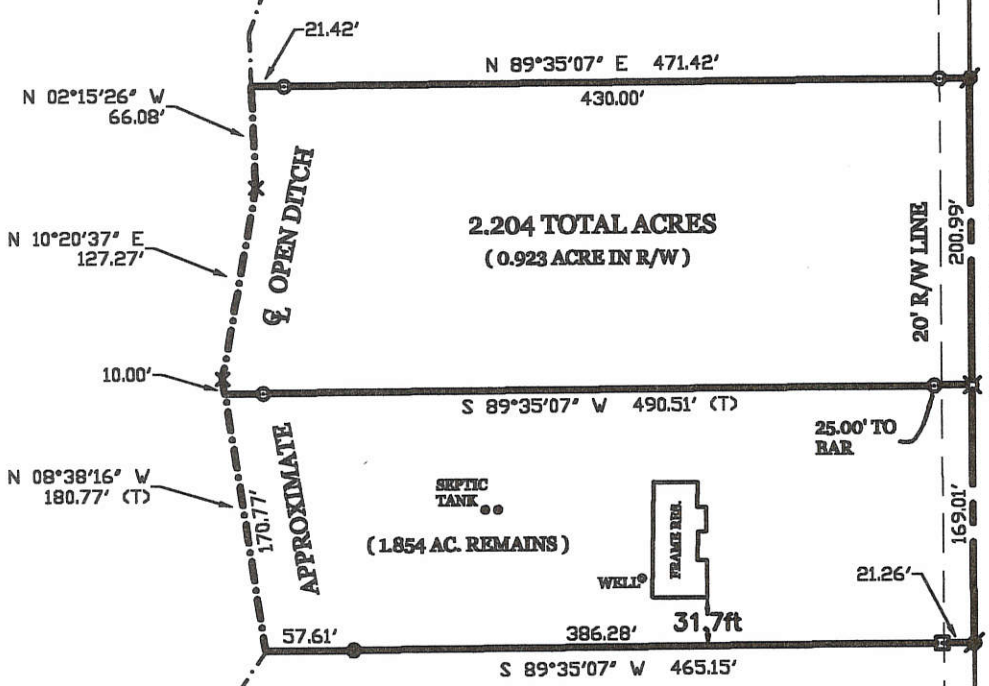 21.42'
N 89°35'07" E 471.42'
430.00'
N 02°15'26" W
66.08'
℄ OPEN DITCH
2.204 TOTAL ACRES
( 0.923 ACRE IN R/W )
N 10°20'37" E
127.27'
20' R/W LINE
200.99'
10.00'
S 89°35'07" W 490.51' (T)
25.00' TO
BAR
N 08°38'16" W
180.77' (T)
170.77'
APPROXIMATE
SEPTIC
TANK
( 1.854 AC. REMAINS )
FRAME RES.
WELL
169.01'
21.26'
57.61'
386.28'
31.7ft
S 89°35'07" W 465.15'